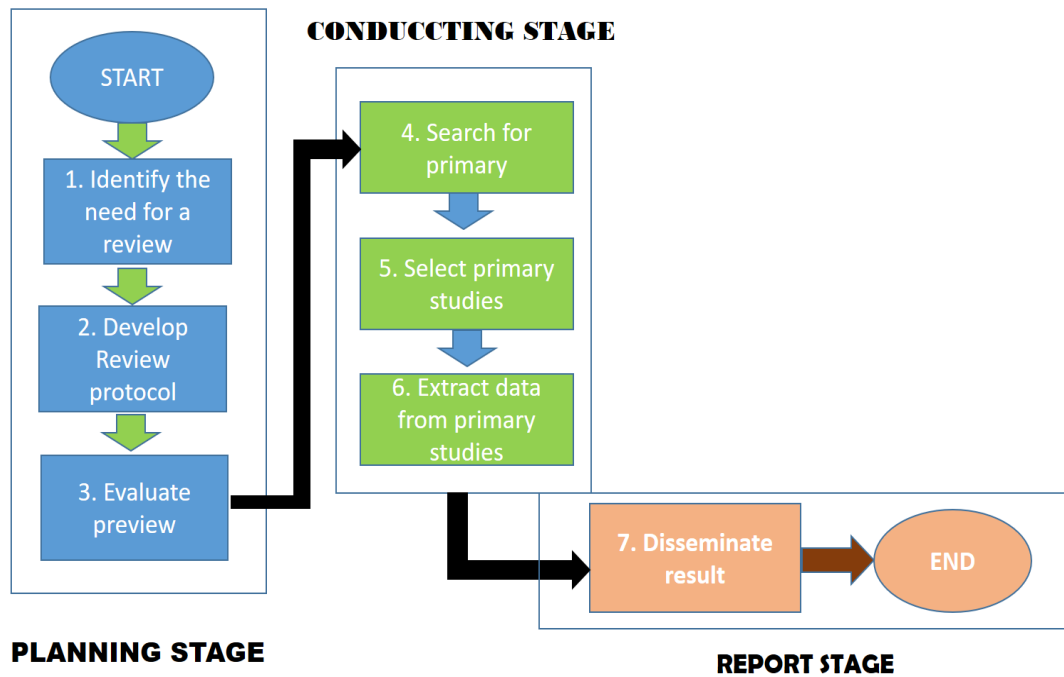 START
1. Identify the
need for a
review
2. Develop
Review
protocol
3. Evaluate
preview
PLANNING STAGE
CONDUCCTING STAGE
4. Search for
primary
5. Select primary
studies
6. Extract data
from primary
studies
7. Disseminate
result
END
REPORT STAGE